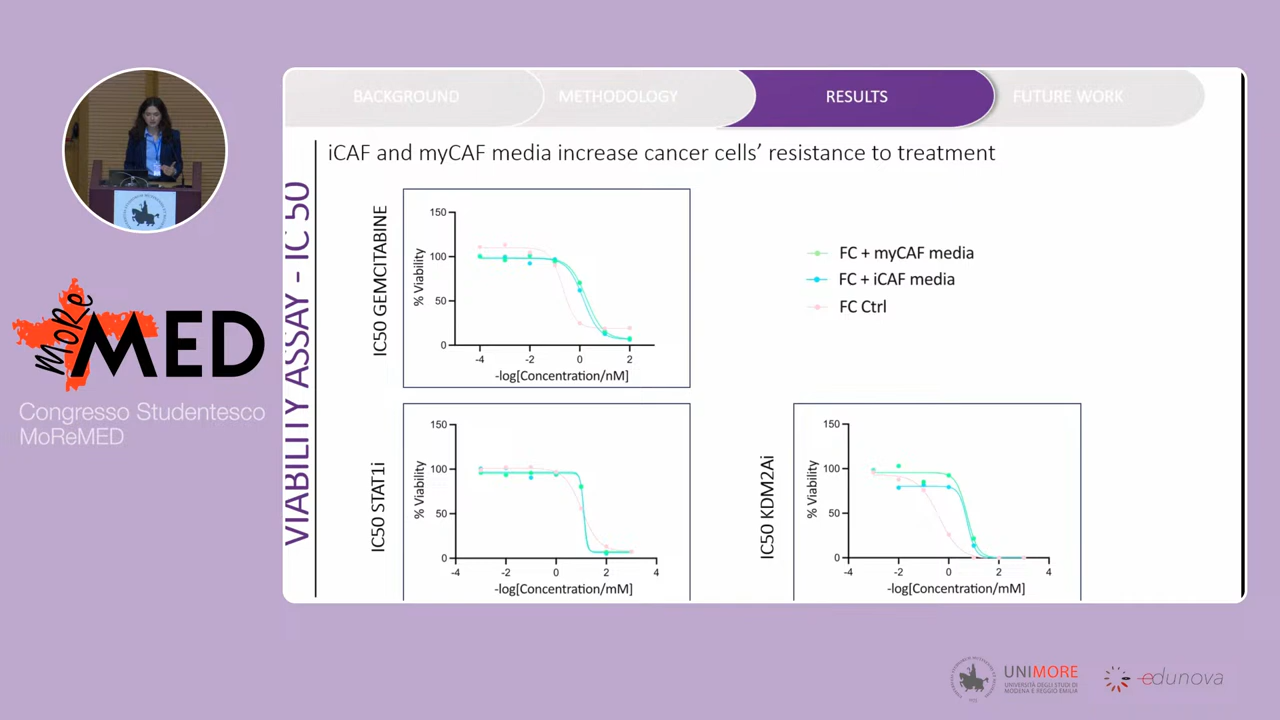 BACKGROUND
METHODOLOGY
RESULTS
FUTURE WORK
iCAF and myCAF media increase cancer cells’ resistance to treatment
VIABILITY ASSAY - IC 50
IC50 GEMCITABINE
% Viability
150
100
50
0
-4
-2
0
2
-log[Concentration/nM]
FC + myCAF media
FC + iCAF media
FC Ctrl
IC50 STAT1i
% Viability
150
100
50
0
-4
-2
0
2
4
-log[Concentration/mM]
IC50 KDM2Ai
% Viability
150
100
50
0
-4
-2
0
2
4
-log[Concentration/mM]
MoRe
MED
Congresso Studentesco
MoReMED
UNIMORE
UNIVERSITÀ DEGLI STUDI DI
MODENA E REGGIO EMILIA
edunova